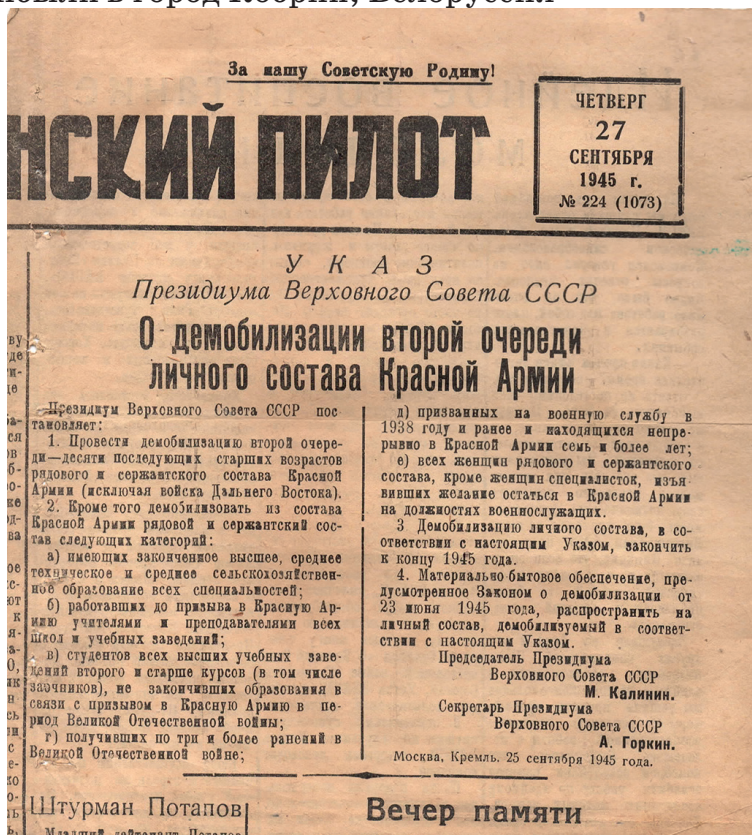 За нашу Советскую Родину!
НСКИЙ ПИЛОТ
ЧЕТВЕРГ
27
СЕНТЯБРЯ
1945 г.
№ 224 (1073)
УКАЗ
Президиума Верховного Совета СССР
О демобилизации второй очереди
личного состава Красной Армии
Президиум Верховного Совета СССР пос
тановляет:
1. Провести демобилизацию второй очере-
ди—десяти последующих старших возрастов
рядового и сержантского состава Красной
Армии (исключая войска Дальнего Востока).
2. Кроме того демобилизовать из состава
Красной Армии рядовой и сержантский сос-
тав следующих категорий:
а) имеющих законченное высшее, среднее
техническое и среднее сельскохозяйствен-
ное образование всех специальностей;
б) работавших до призыва в Красную Ар-
мию учителями и преподавателями всех
школ и учебных заведений;
в) студентов всех высших учебных заве-
дений второго и старше курсов (в том числе
заочников), не закончивших образования в
связи с призывом в Красную Армию в пе-
риод Великой Отечественной войны;
г) получивших по три и более ранений в
Великой Отечественной войне;
д) призванных на военную службу в
1938 году и ранее и находящихся непре-
рывно в Красной Армии семь и более лет;
е) всех женщин рядового и сержантского
состава, кроме женщин специалисток, изъя-
вивших желание остаться в Красной Армии
на должностях военнослужащих.
3 Демобилизацию личного состава, в со-
ответствии с настоящим Указом, закончить
к концу 1945 года.
4. Материально-бытовое обеспечение, пре-
дусмотренное Законом о демобилизации от
23 июня 1945 года, распространить на
личный состав, демобилизуемый в соответ-
ствии с настоящим Указом.
Председатель Президиума
Верховного Совета СССР
М. Калинин.
Секретарь Президиума
Верховного Совета СССР
А. Горкин.
Москва, Кремль. 25 сентября 1945 года.
Штурман Потапов
Вечер памяти